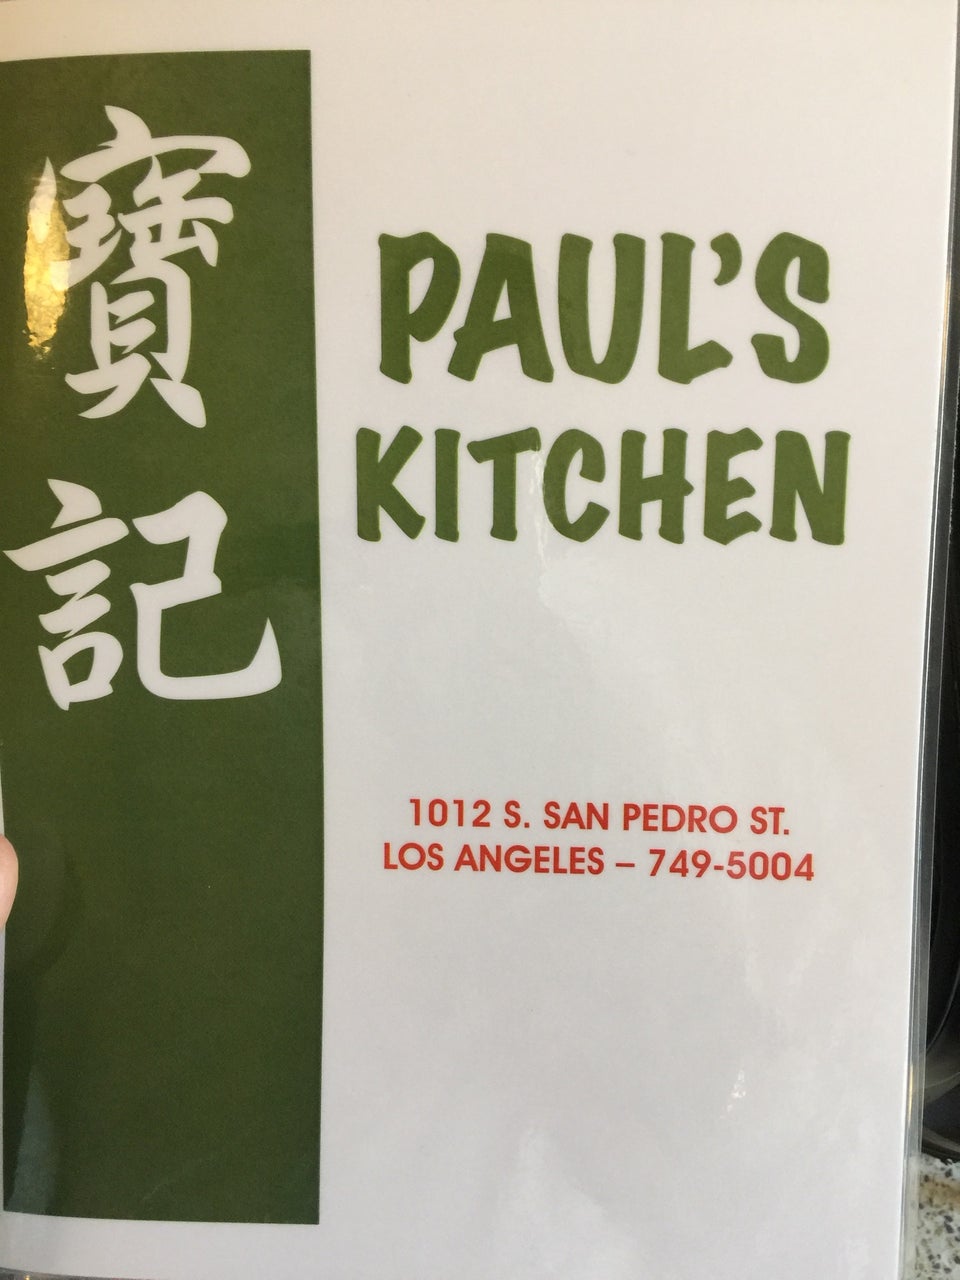 寶記
PAUL'S
KITCHEN
1012 S. SAN PEDRO ST.
LOS ANGELES – 749-5004